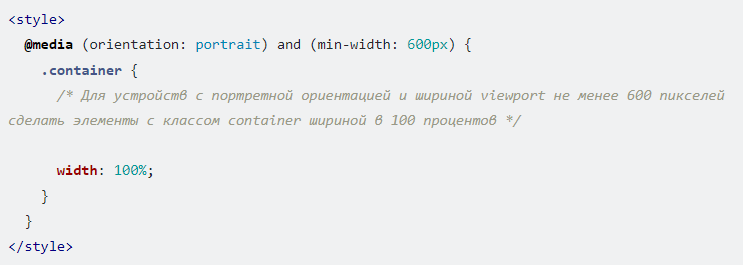 <style>
  @media (orientation: portrait) and (min-width: 600px) {
    .container {
      /* Для устройств с портретной ориентацией и шириной viewport не менее 600 пикселей
сделать элементы с классом container шириной в 100 процентов */
      width: 100%;
    }
  }
</style>